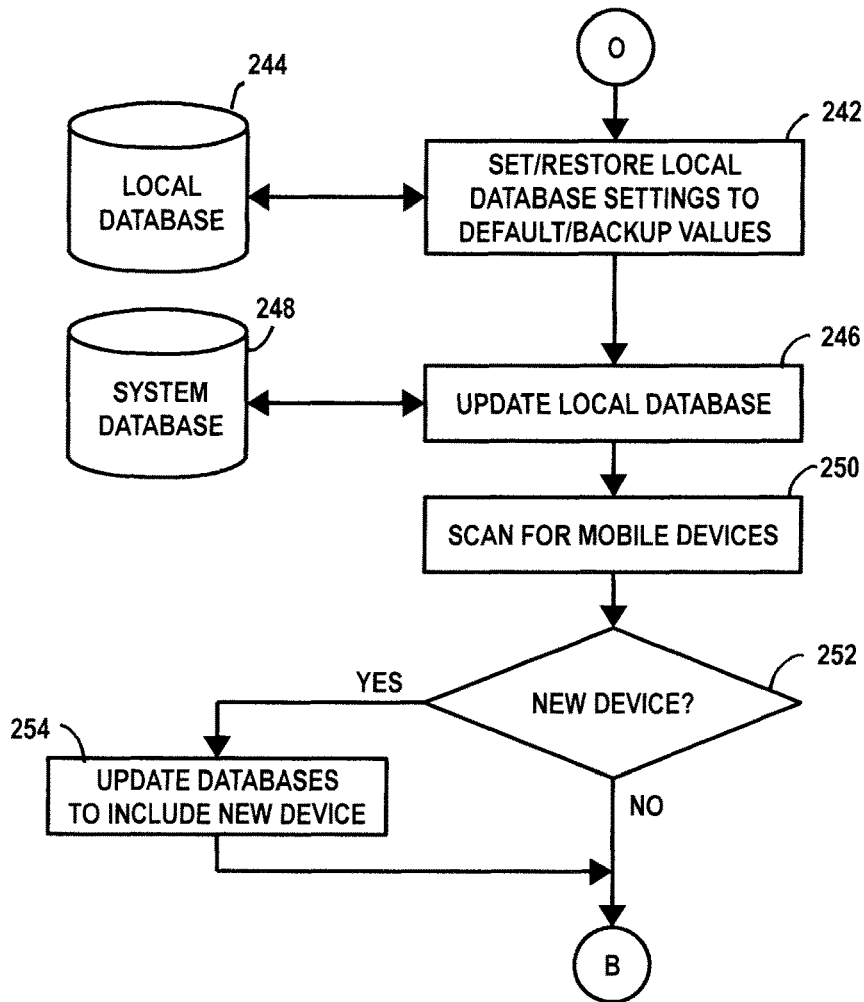 O
244
242
LOCAL
DATABASE
SET/RESTORE LOCAL
DATABASE SETTINGS TO
DEFAULT/BACKUP VALUES
248
246
SYSTEM
DATABASE
UPDATE LOCAL DATABASE
250
SCAN FOR MOBILE DEVICES
252
YES
NEW DEVICE?
254
UPDATE DATABASES
TO INCLUDE NEW DEVICE
NO
B